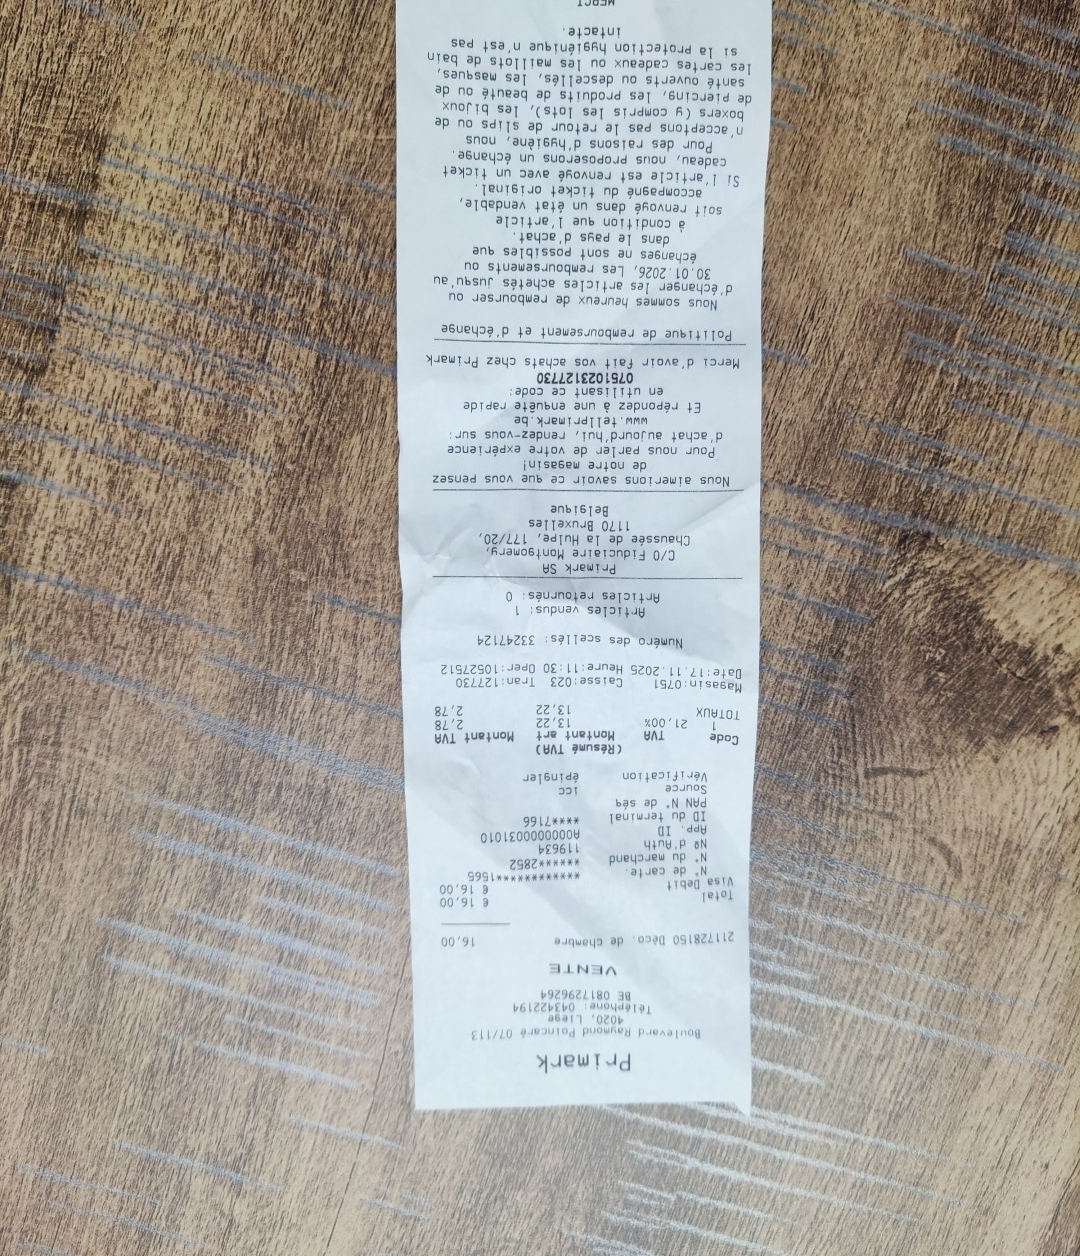 Primark
Boulevard Raymond Poincaré 07/113
4020, Liege
Téléphone: 043422194
BE 0817296264
VENTE
211728150 Déco. de chambre 16,00
Total € 16,00
Visa Debit € 16,00
N° de carte. ************1565
N° du marchand ******2852
Nº d'Auth 119634
App. ID A0000000031010
ID du terminal ****7166
PAN N° de séq
Source icc
Vérification épingler
(Résumé TVA)
Code TVA Montant art Montant TVA
1 21,00% 13,22 2,78
TOTAUX 13,22 2,78
Magasin:0751 Caisse:023 Tran:127730
Date:17.11.2025 Heure:11:30 Oper:10527512
Numéro des scellés: 33247124
Articles vendus: 1
Articles retournés: 0
Primark SA
C/O Fiduciaire Montgomery,
Chaussée de la Hulpe, 177/20,
1170 Bruxelles
Belgique
Nous aimerions savoir ce que vous pensez
de notre magasin!
Pour nous parler de votre expérience
d'achat aujourd'hui, rendez-vous sur:
www.tellprimark.be
Et répondez à une enquête rapide
en utilisant ce code:
0751023127730
Merci d'avoir fait vos achats chez Primark
Politique de remboursement et d'échange
Nous sommes heureux de rembourser ou
d'échanger les articles achetés jusqu'au
30.01.2026, Les remboursements ou
échanges ne sont possibles que
dans le pays d'achat.
à condition que l'article
soit renvoyé dans un état vendable,
accompagné du ticket original.
Si l'article est renvoyé avec un ticket
cadeau, nous proposerons un échange.
Pour des raisons d'hygiène, nous
n'acceptons pas le retour de slips ou de
boxers (y compris les lots), les bijoux
de piercing, les produits de beauté ou de
santé ouverts ou descellés, les masques,
les cartes cadeaux ou les maillots de bain
si la protection hygiénique n'est pas
intacte.
MERCI